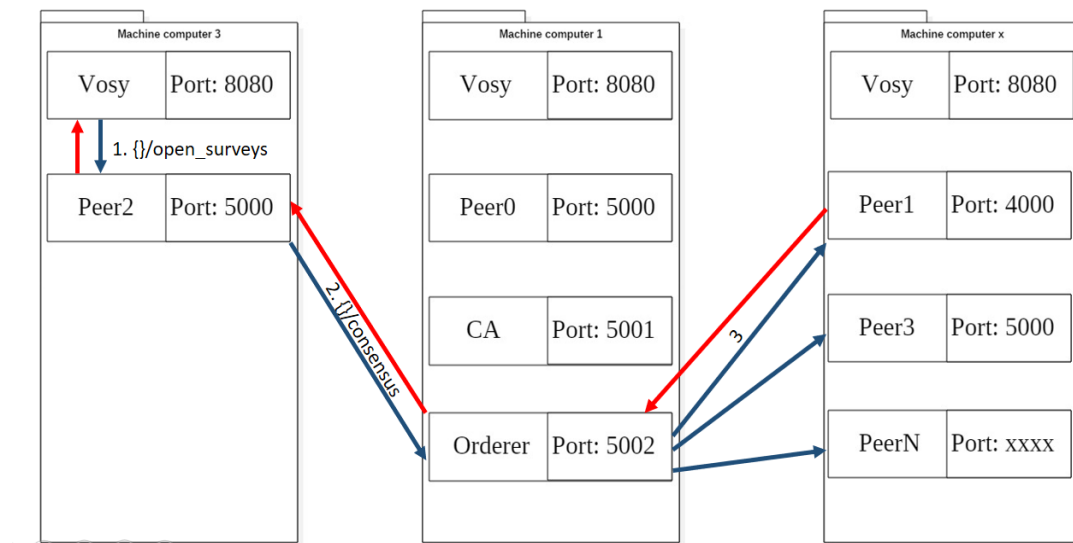 Machine computer 3
Vosy Port: 8080
1. {}/open_surveys
Peer2 Port: 5000
2. {}/consensus
Machine computer 1
Vosy Port: 8080
Peer0 Port: 5000
CA Port: 5001
Orderer Port: 5002
3
Machine computer x
Vosy Port: 8080
Peer1 Port: 4000
Peer3 Port: 5000
PeerN Port: xxxx